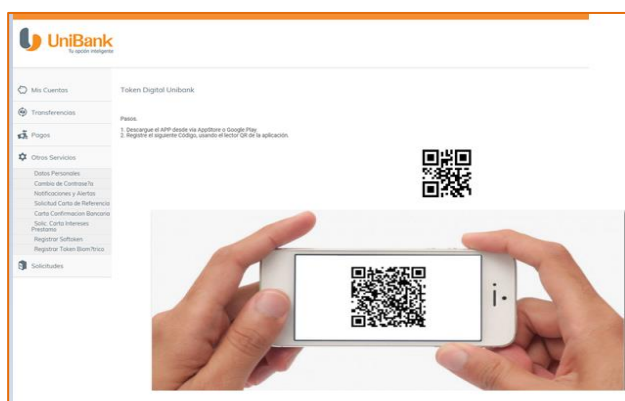 UniBank
Tu opción inteligente
Mis Cuentas
Transferencias
Pagos
Otros Servicios
Datos Personales
Cambio de Contrase?a
Notificaciones y Alertas
Solicitud Carta de Referencia
Carta Confirmacion Bancaria
Solic. Carta Intereses
Prestamo
Registrar Softoken
Registrar Token Biom?trico
Solicitudes
Token Digital Unibank
Pasos.
1. Descargue el APP desde via AppStore o Google Play.
2. Registre el siguiente Código, usando el lector QR de la aplicación.